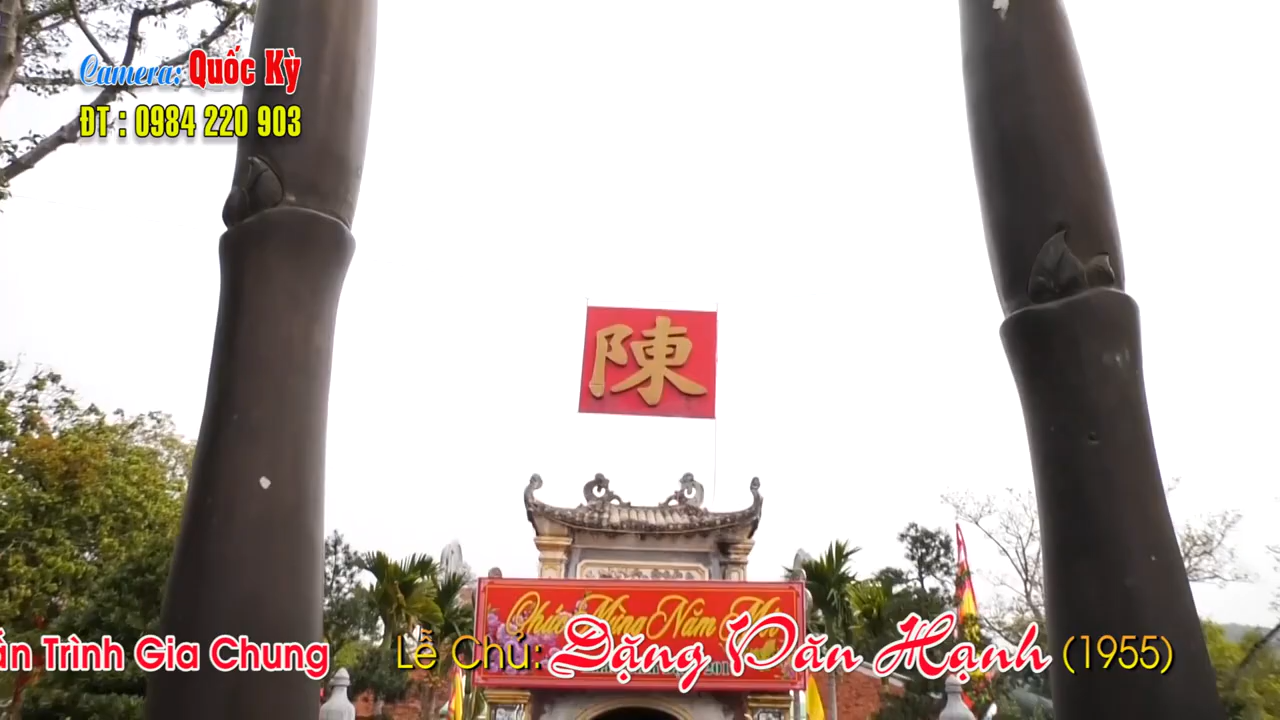 Camera: Quốc Kỳ
ĐT : 0984 220 903
陳
Chúc Mừng Năm Mới
ần Trình Gia Chung Lễ Chủ: Đặng Văn Hạnh (1955)